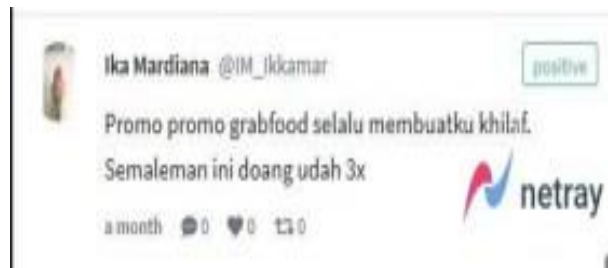 Ika Mardiana @IM_Ikkamar
positive
Promo promo grabfood selalu membuatku khilaf.
Semaleman ini doang udah 3x
netray
a month 0 0 0